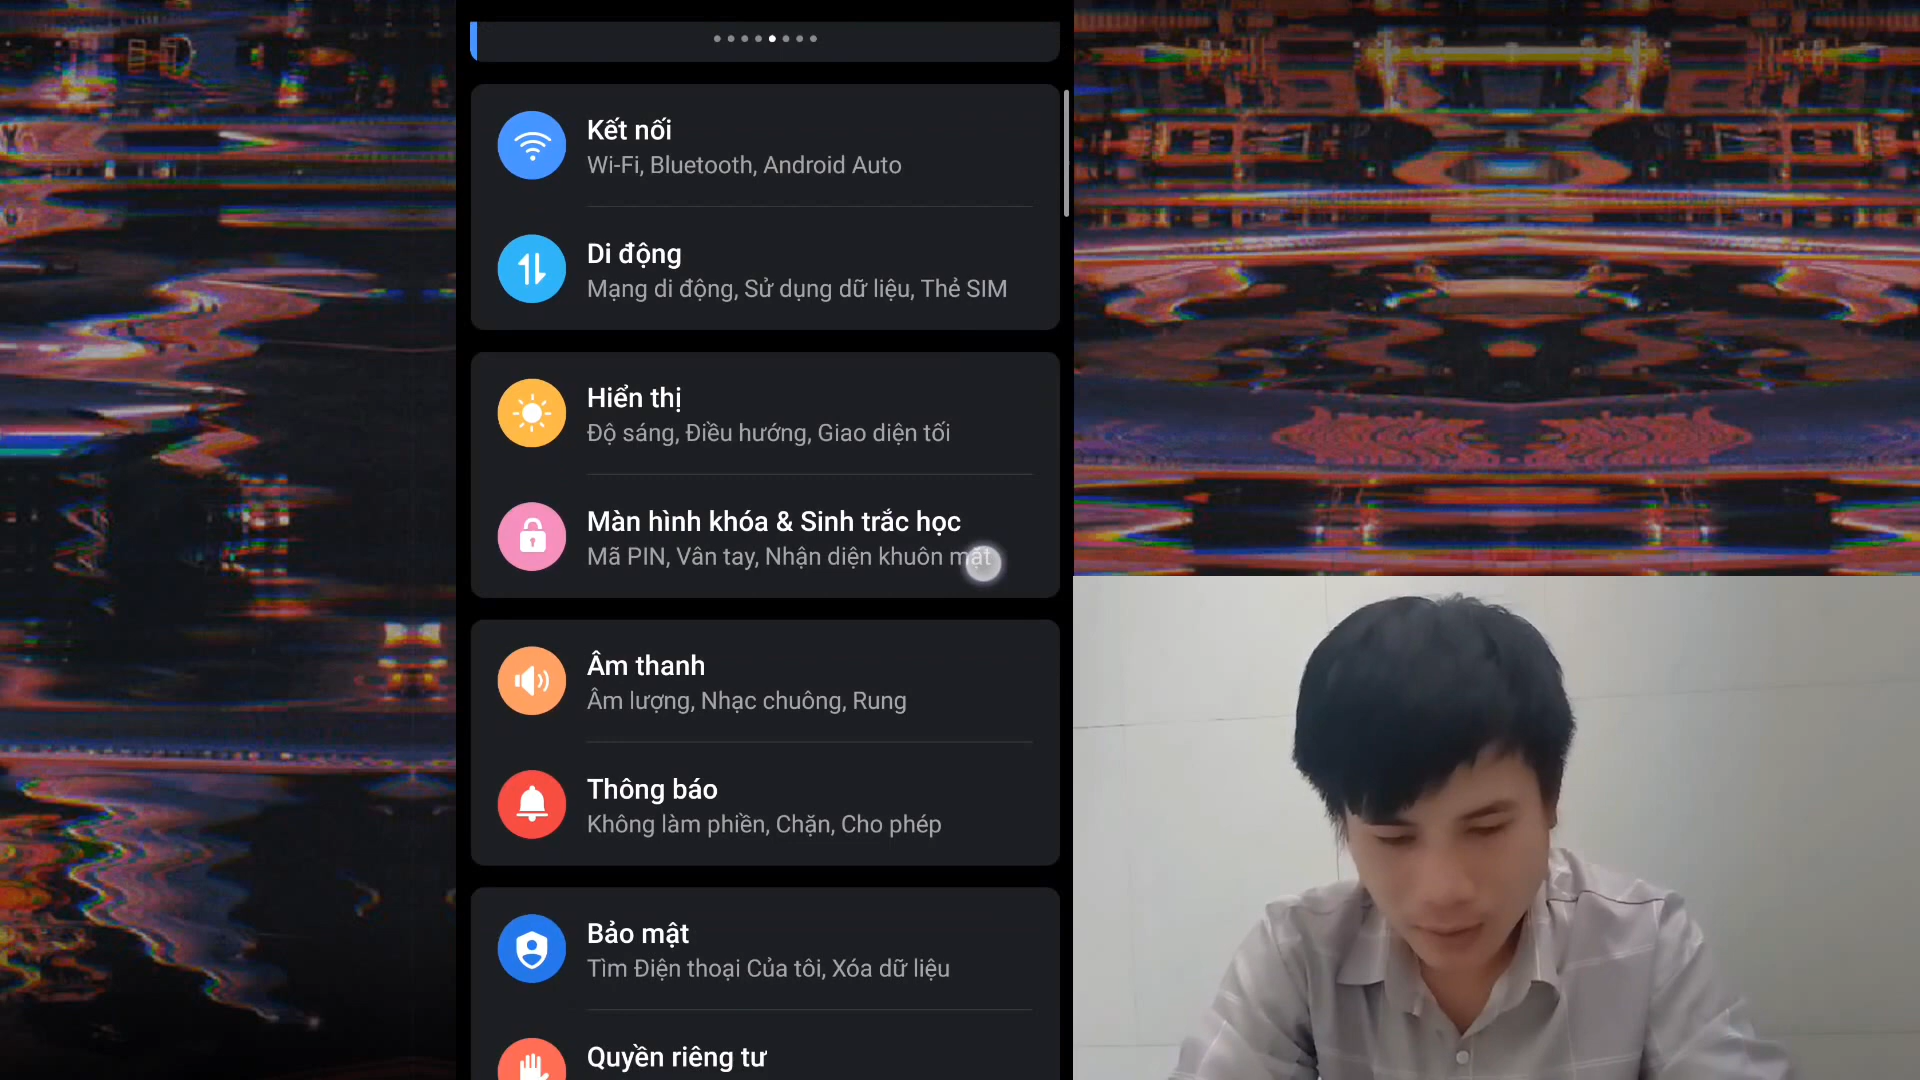 Kết nối
Wi-Fi, Bluetooth, Android Auto
Di động
Mạng di động, Sử dụng dữ liệu, Thẻ SIM
Hiển thị
Độ sáng, Điều hướng, Giao diện tối
Màn hình khóa & Sinh trắc học
Mã PIN, Vân tay, Nhận diện khuôn mặt
Âm thanh
Âm lượng, Nhạc chuông, Rung
Thông báo
Không làm phiền, Chặn, Cho phép
Bảo mật
Tìm Điện thoại Của tôi, Xóa dữ liệu
Quyền riêng tư